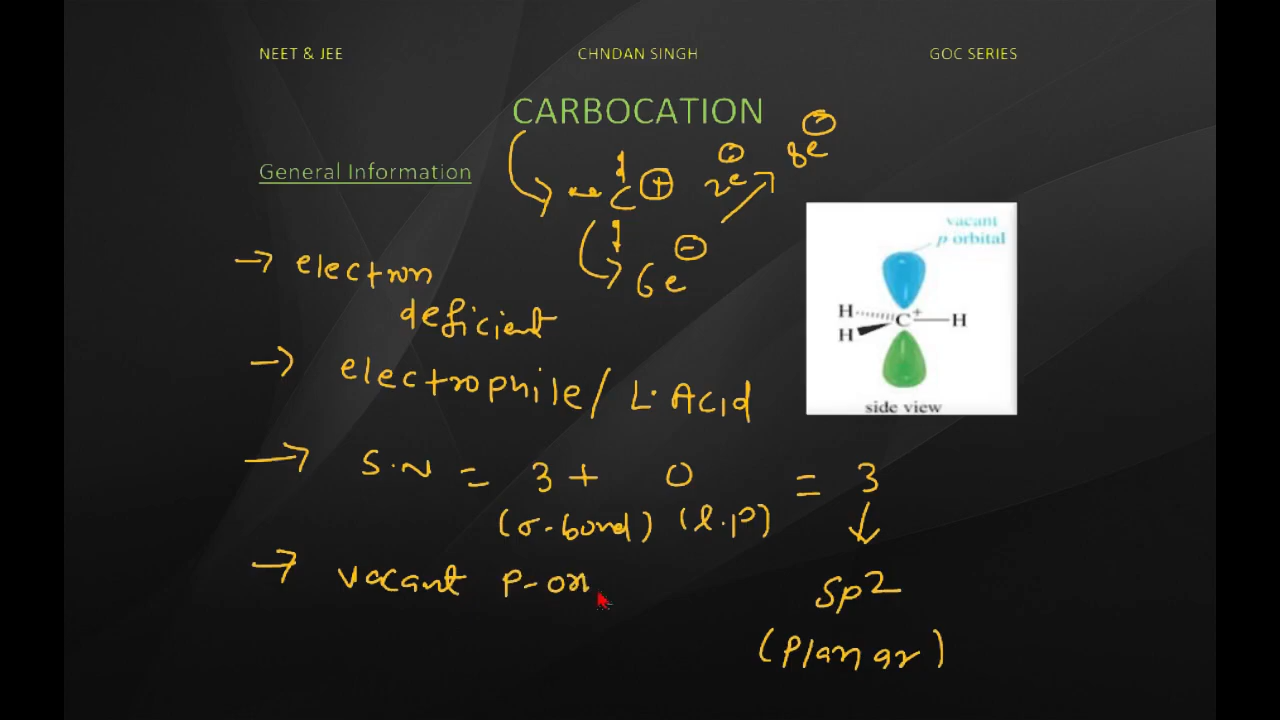 NEET & JEE CHNDAN SINGH GOC SERIES
CARBOCATION
General Information
C ⊕ 2e⊖ 8e⊖
6e⊖
→ electron
deficient
→ electrophile/ L. Acid
→ S.N = 3 + 0 = 3
(σ-bond) (l.p)
→ vacant P-or
Sp2
(Planar)
vacant
p orbital
H C+ H
H
side view